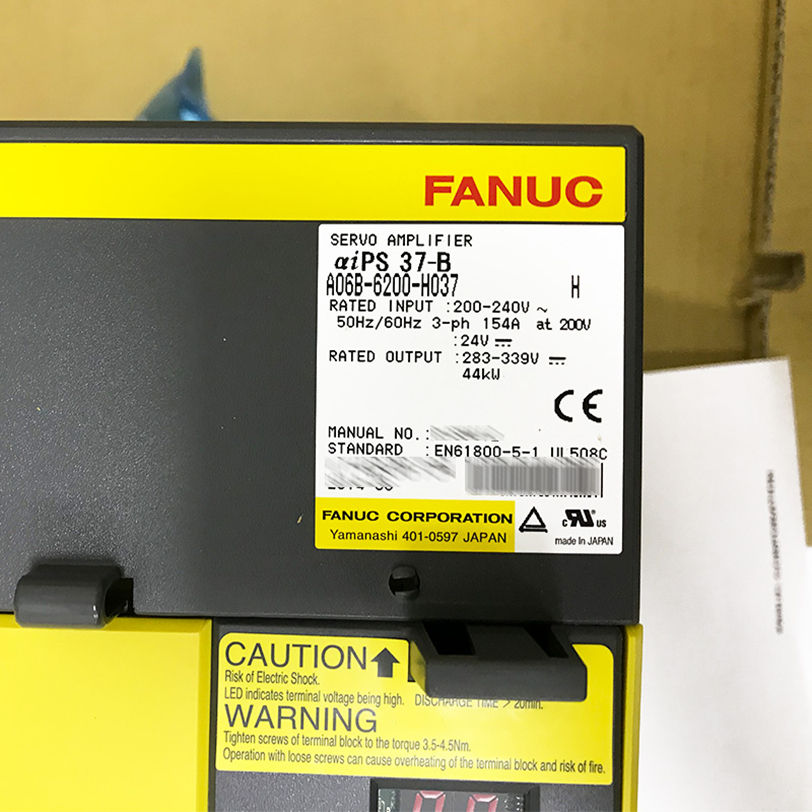 FANUC
SERVO AMPLIFIER
αiPS 37-B
A06B-6200-H037 H
RATED INPUT :200-240V ~
50Hz/60Hz 3-ph 154A at 200V
:24V ⎓
RATED OUTPUT :283-339V ⎓
44kW
CE
MANUAL NO.:
STANDARD :EN61800-5-1 UL508C
FANUC CORPORATION
Yamanashi 401-0597 JAPAN
c RU us
made in JAPAN
CAUTION
Risk of Electric Shock.
LED indicates terminal voltage being high. DISCHARGE TIME > 20min.
WARNING
Tighten screws of terminal block to the torque 3.5-4.5Nm.
Operation with loose screws can cause overheating of the terminal block and risk of fire.